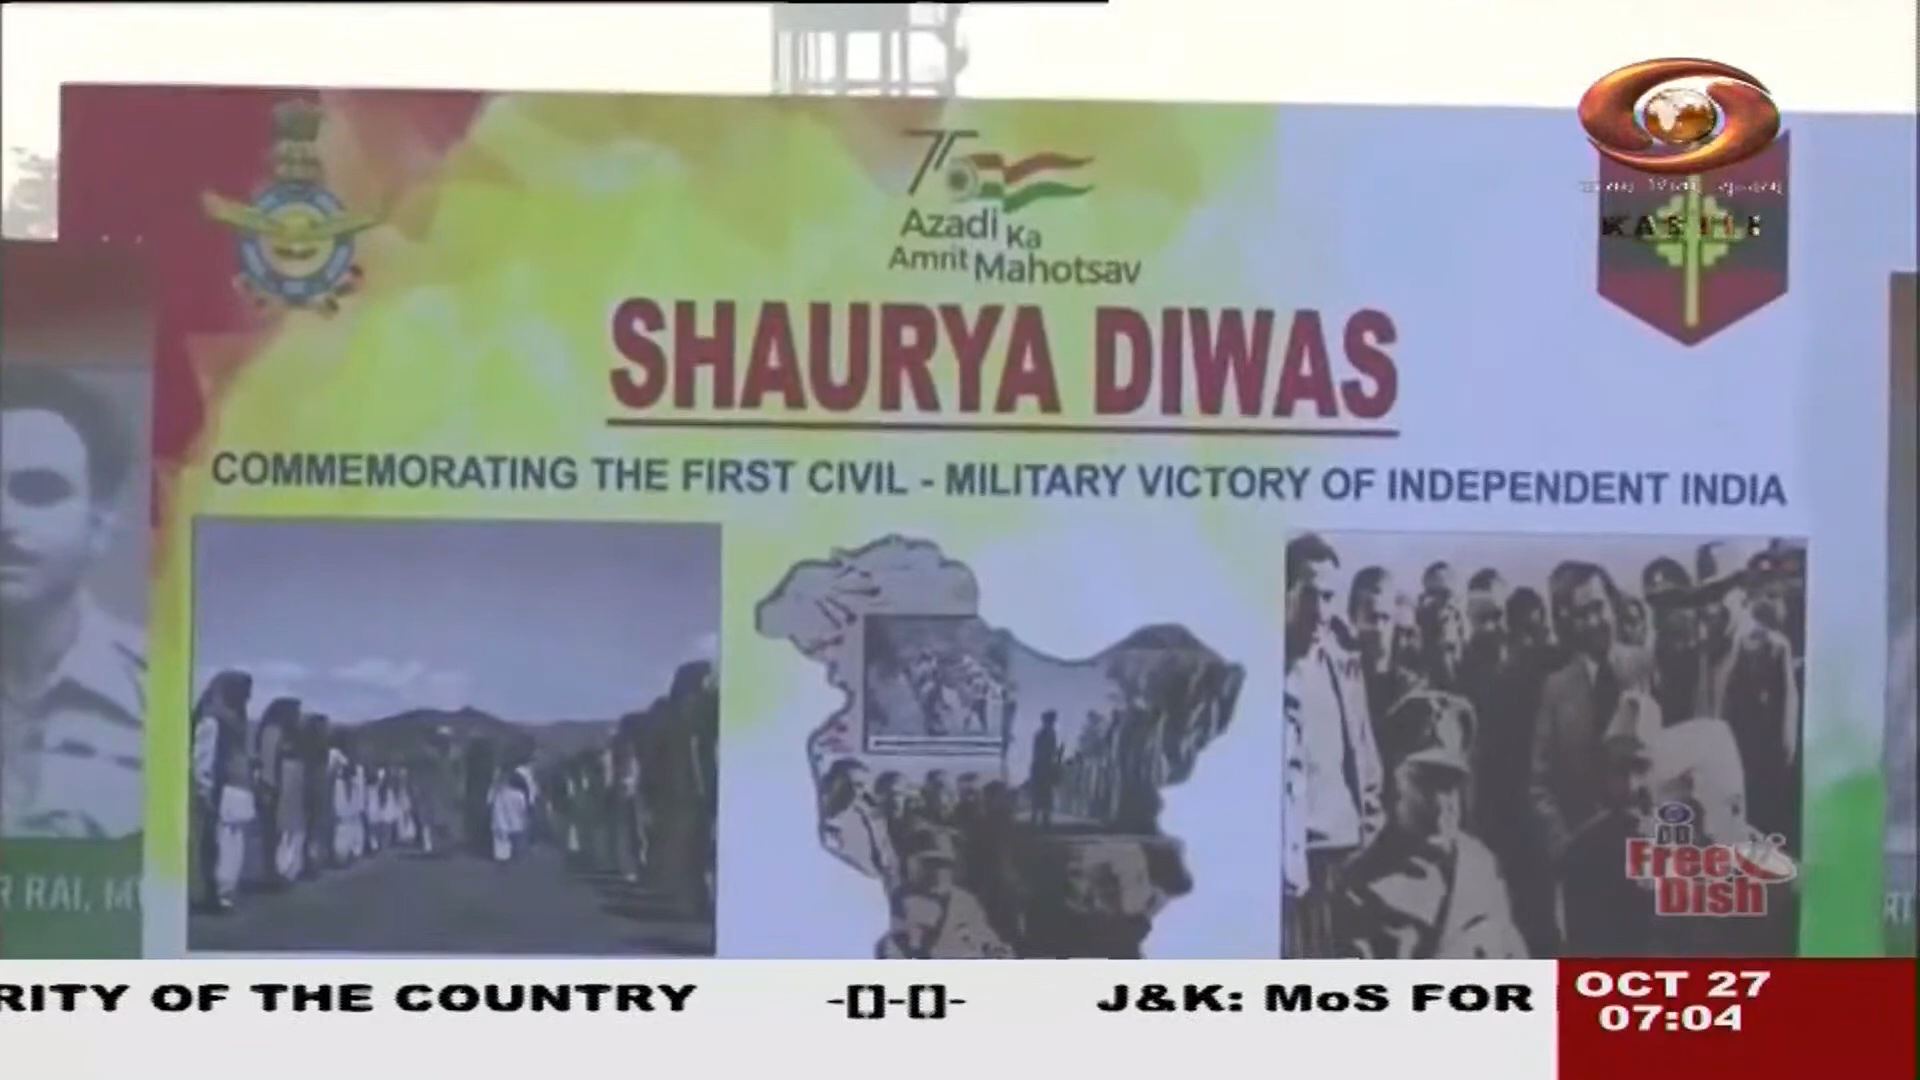 75
Azadi Ka
Amrit Mahotsav
SHAURYA DIWAS
COMMEMORATING THE FIRST CIVIL - MILITARY VICTORY OF INDEPENDENT INDIA
R RAI, M
DD
Free
Dish
RITY OF THE COUNTRY -[]-[]- J&K: MoS FOR
OCT 27
07:04